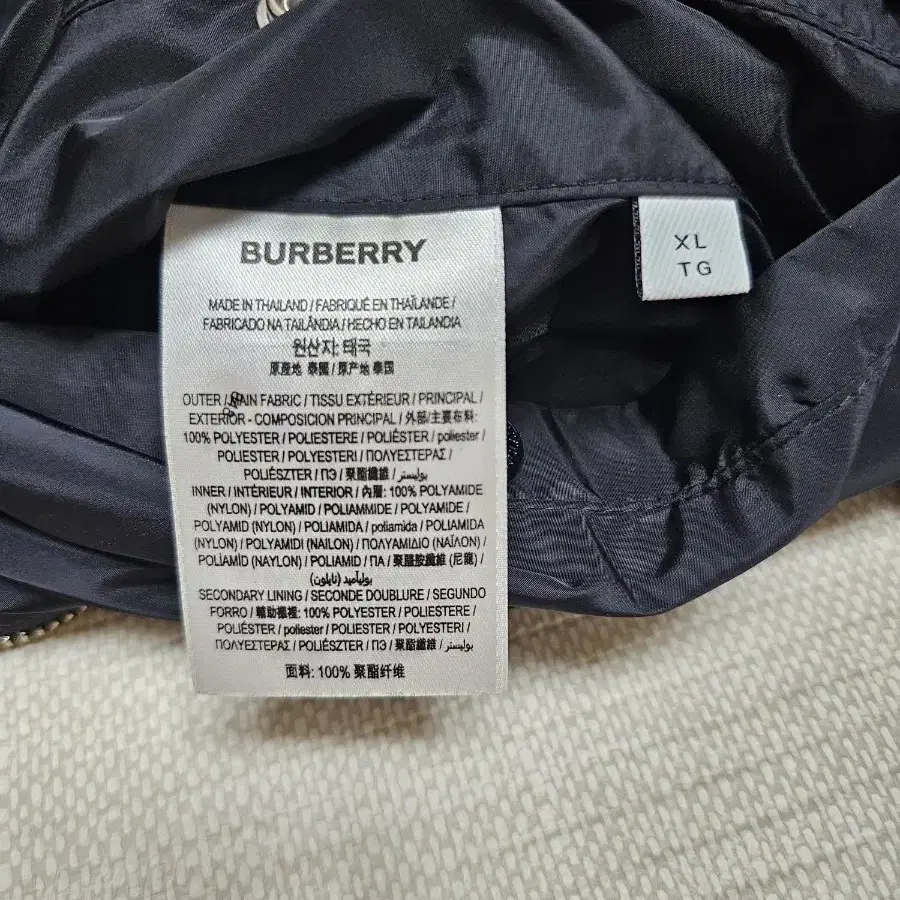 BURBERRY
MADE IN THAILAND / FABRIQUÉ EN THAÏLANDE /
FABRICADO NA TAILÂNDIA / HECHO EN TAILANDIA
원산지: 태국
原產地 泰國 / 原产地 泰国
OUTER / MAIN FABRIC / TISSU EXTÉRIEUR / PRINCIPAL /
EXTERIOR - COMPOSICION PRINCIPAL / 外部/主要布料:
100% POLYESTER / POLIESTERE / POLIÉSTER / poliester /
POLIESTER / POLYESTERI / ΠΟΛΥΕΣΤΕΡΑΣ /
POLIÉSZTER / ПЭ / 聚酯纖維 / بوليستر
INNER / INTÉRIEUR / INTERIOR / 內層: 100% POLYAMIDE
(NYLON) / POLYAMID / POLIAMMIDE / POLYAMIDE /
POLYAMID (NYLON) / POLIAMIDA / poliamida / POLIAMIDA
(NYLON) / POLYAMIDI (NAILON) / ΠΟΛΥΑΜΙΔΙΟ (ΝΑΪΛΟΝ) /
POLIAMID (NAYLON) / POLIAMID / ПА / 聚醯胺纖維 (尼龍) /
بوليآميد (نايلون)
SECONDARY LINING / SECONDE DOUBLURE / SEGUNDO
FORRO / 輔助襯裡: 100% POLYESTER / POLIESTERE /
POLIÉSTER / poliester / POLIESTER / POLYESTERI /
ΠΟΛΥΕΣΤΕΡΑΣ / POLIÉSZTER / ПЭ / 聚酯纖維 / بوليستر
面料: 100% 聚酯纤维
XL
TG